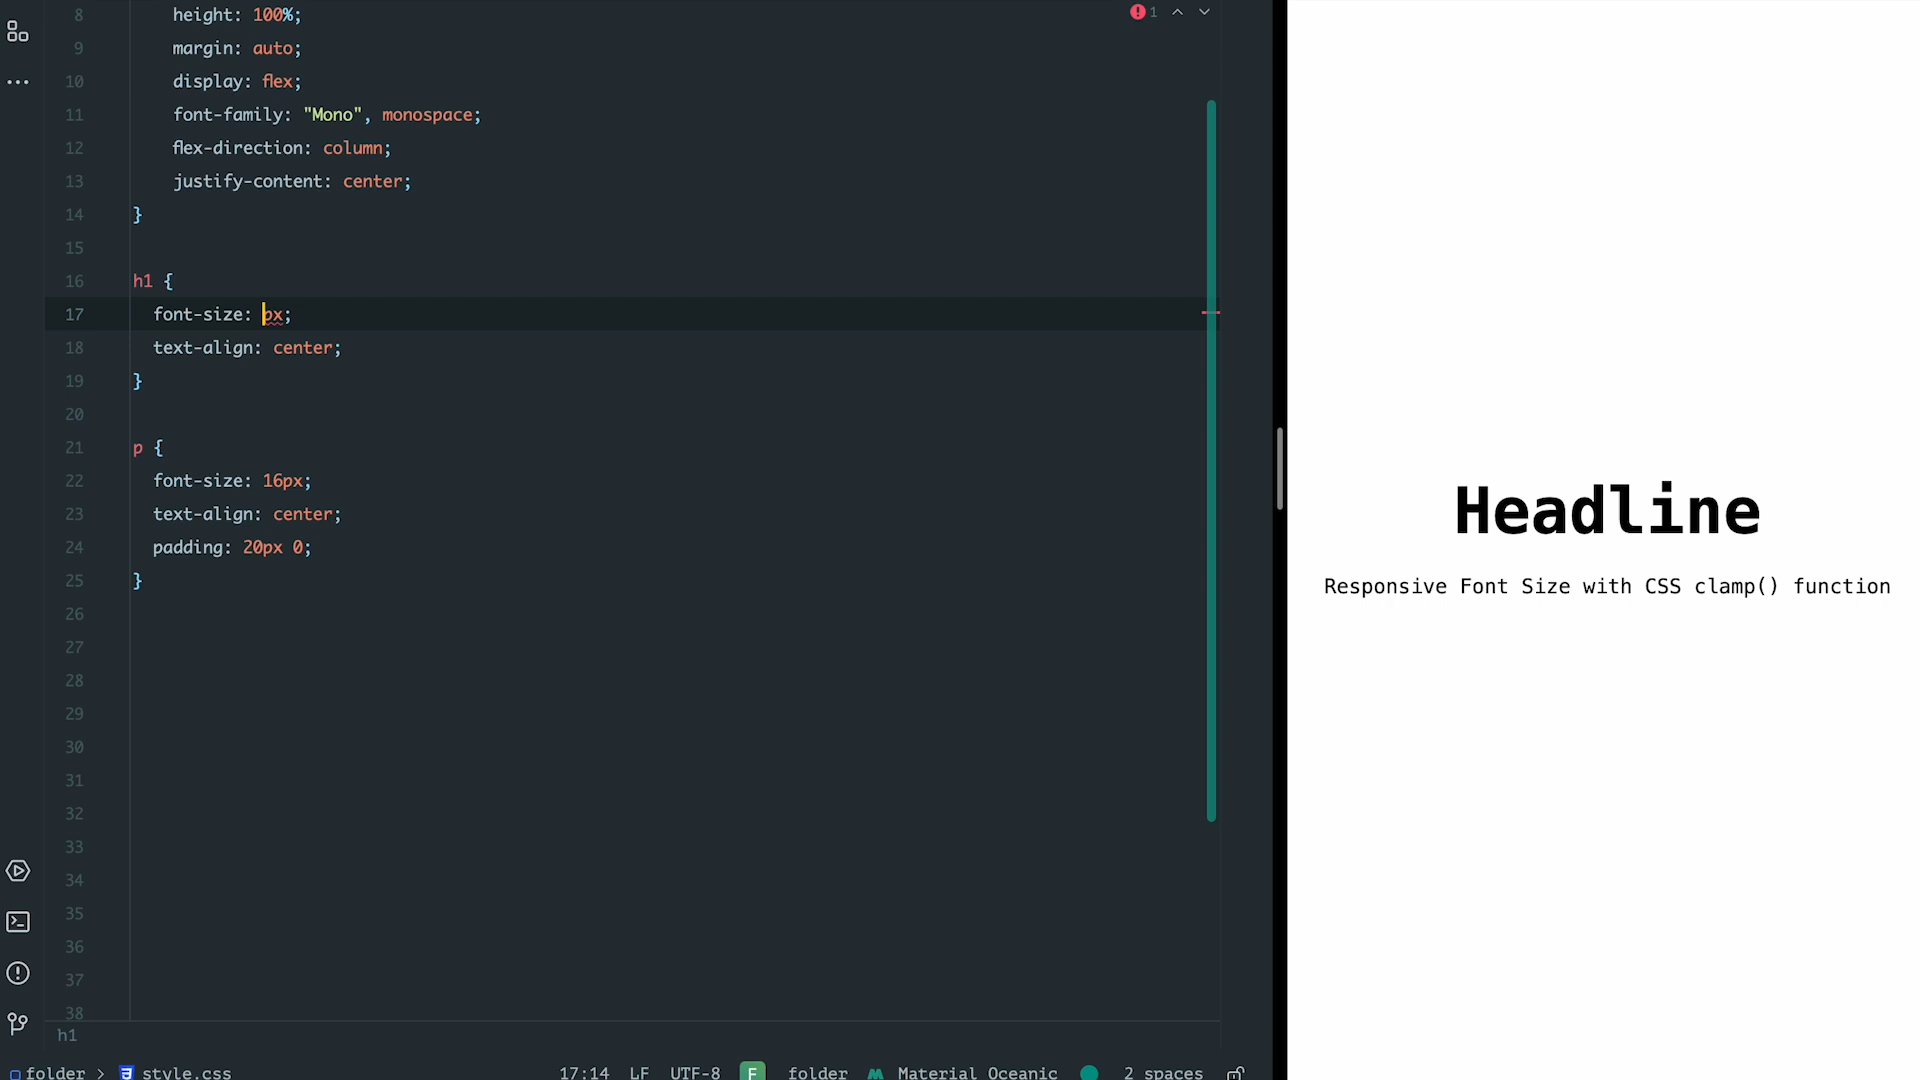 8 height: 100%;
9 margin: auto;
10 display: flex;
11 font-family: "Mono", monospace;
12 flex-direction: column;
13 justify-content: center;
14 }
15
16 h1 {
17 font-size: px;
18 text-align: center;
19 }
20
21 p {
22 font-size: 16px;
23 text-align: center;
24 padding: 20px 0;
25 }
26
27
28
29
30
31
32
33
34
35
36
37
38
1
h1
folder > style.css 17:14 LF UTF-8 F folder Material Oceanic 2 spaces
Headline
Responsive Font Size with CSS clamp() function